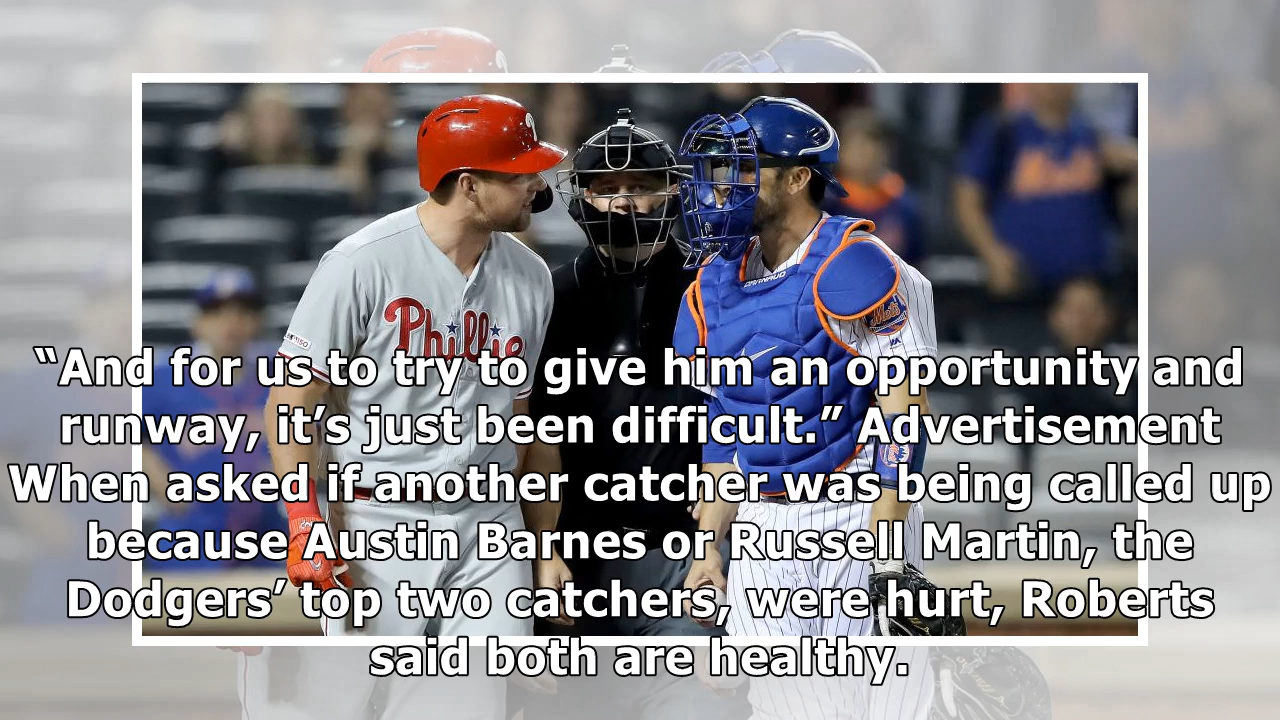 “And for us to try to give him an opportunity and
runway, it’s just been difficult.” Advertisement
When asked if another catcher was being called up
because Austin Barnes or Russell Martin, the
Dodgers’ top two catchers, were hurt, Roberts
said both are healthy.
Phillies
Mets